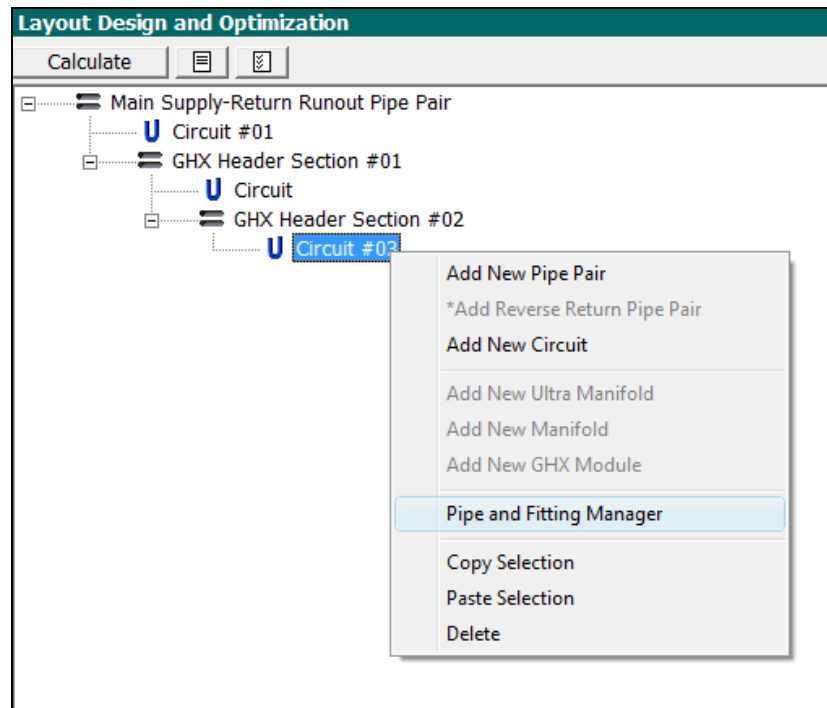 Layout Design and Optimization
Calculate
Main Supply-Return Runout Pipe Pair
Circuit #01
GHX Header Section #01
Circuit
GHX Header Section #02
Circuit #03
Add New Pipe Pair
*Add Reverse Return Pipe Pair
Add New Circuit
Add New Ultra Manifold
Add New Manifold
Add New GHX Module
Pipe and Fitting Manager
Copy Selection
Paste Selection
Delete